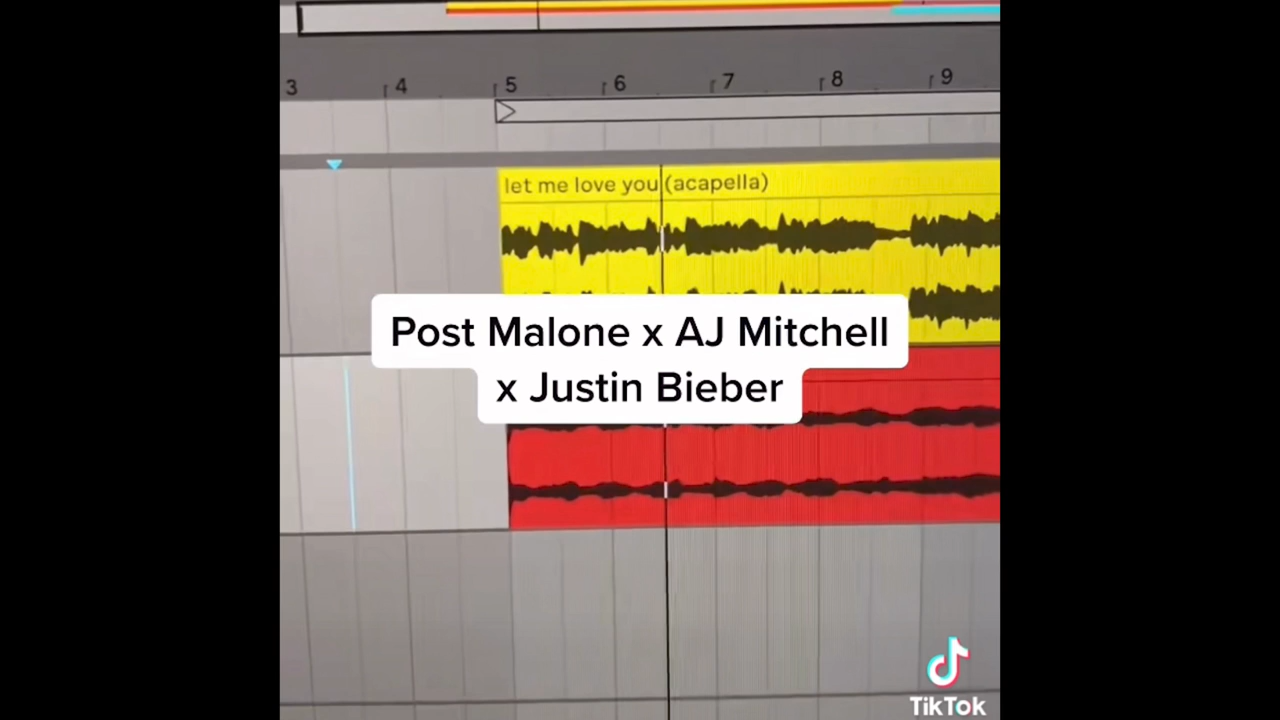 3 4 5 6 7 8 9
let me love you (acapella)
Post Malone x AJ Mitchell
x Justin Bieber
TikTok